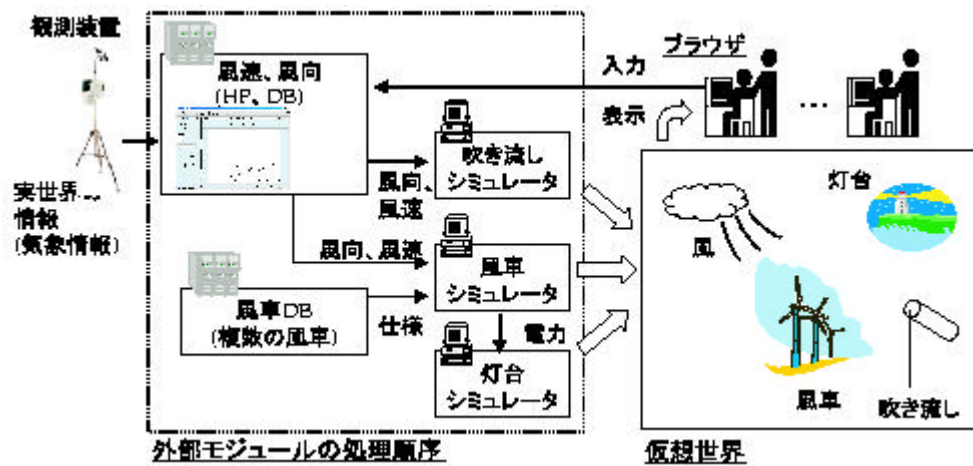 観測装置
実世界の
情報
(気象情報)
風速、風向
(HP、DB)
入力
ブラウザ
...
表示
吹き流し
シミュレータ
風向、
風速
風向、風速
風車
シミュレータ
風車DB
(複数の風車)
仕様
電力
灯台
シミュレータ
外部モジュールの処理順序
灯台
風
風車
吹き流し
仮想世界